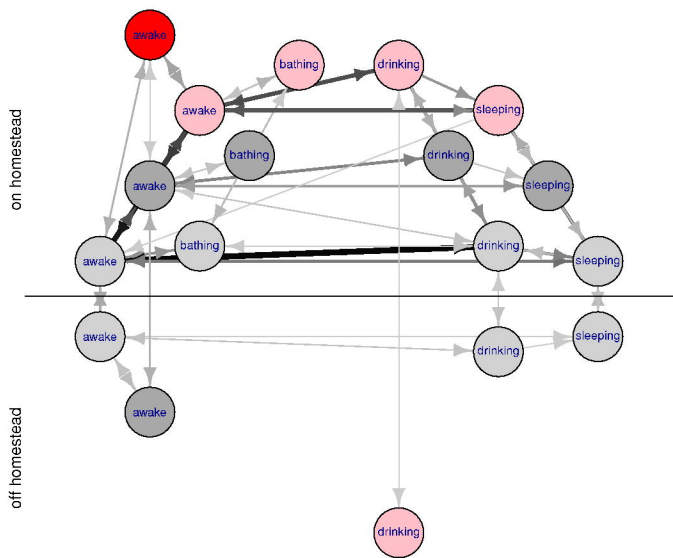 awake
bathing
drinking
awake
sleeping
bathing
drinking
awake
sleeping
bathing
drinking
awake
sleeping
awake
sleeping
drinking
awake
drinking
on homestead
off homestead